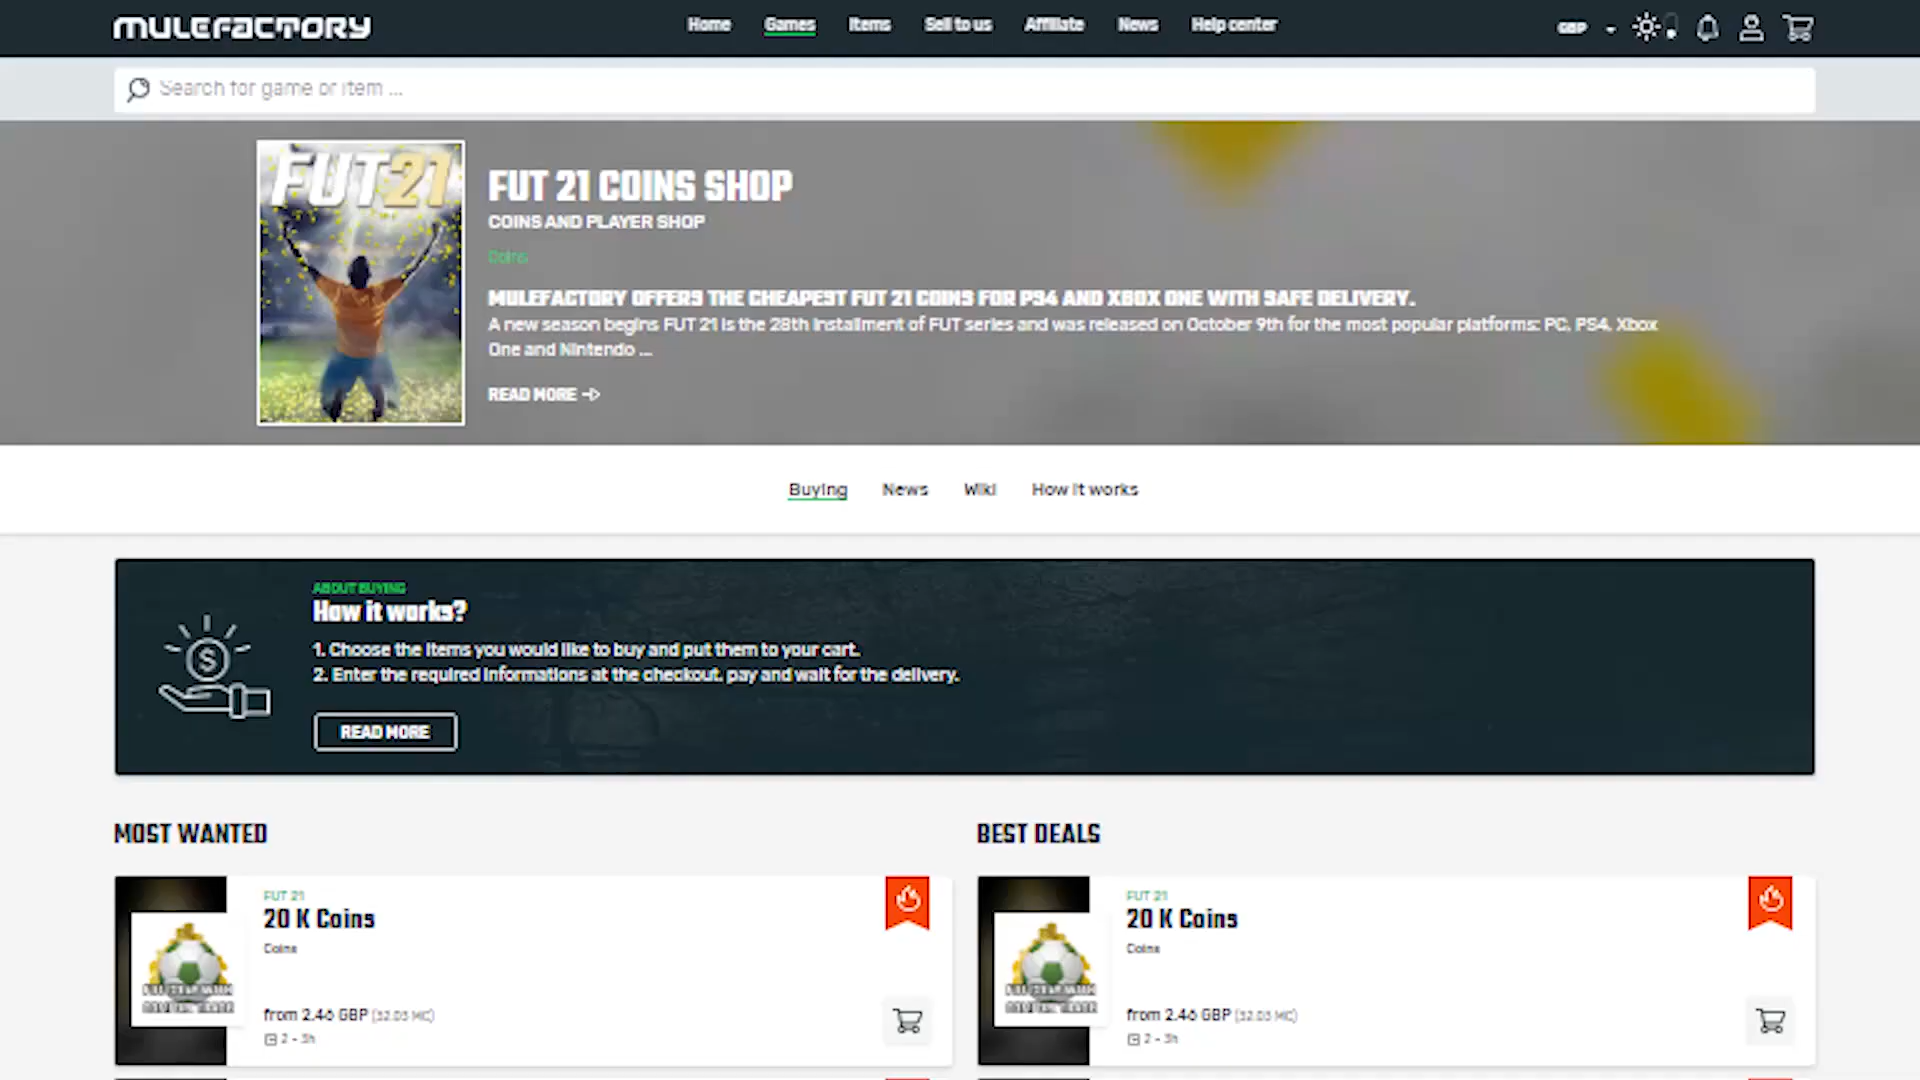 MULEFACTORY
Home Games Items Sell to us Affiliate News Help center GBP
Search for game or item ...
FUT21
FUT 21 COINS SHOP
COINS AND PLAYER SHOP
Coins
MULEFACTORY OFFERS THE CHEAPEST FUT 21 COINS FOR PS4 AND XBOX ONE WITH SAFE DELIVERY.
A new season begins FUT 21 is the 28th installment of FUT series and was released on October 9th for the most popular platforms: PC, PS4, Xbox
One and Nintendo ...
READ MORE
Buying News Wiki How it works
ABOUT BUYING
How it works?
1. Choose the items you would like to buy and put them to your cart.
2. Enter the required informations at the checkout, pay and wait for the delivery.
READ MORE
MOST WANTED
BEST DEALS
FUT 21
20 K Coins
Coins
from 2.46 GBP (32.03 MC)
2 - 3h
FUT 21
20 K Coins
Coins
from 2.46 GBP (32.03 MC)
2 - 3h